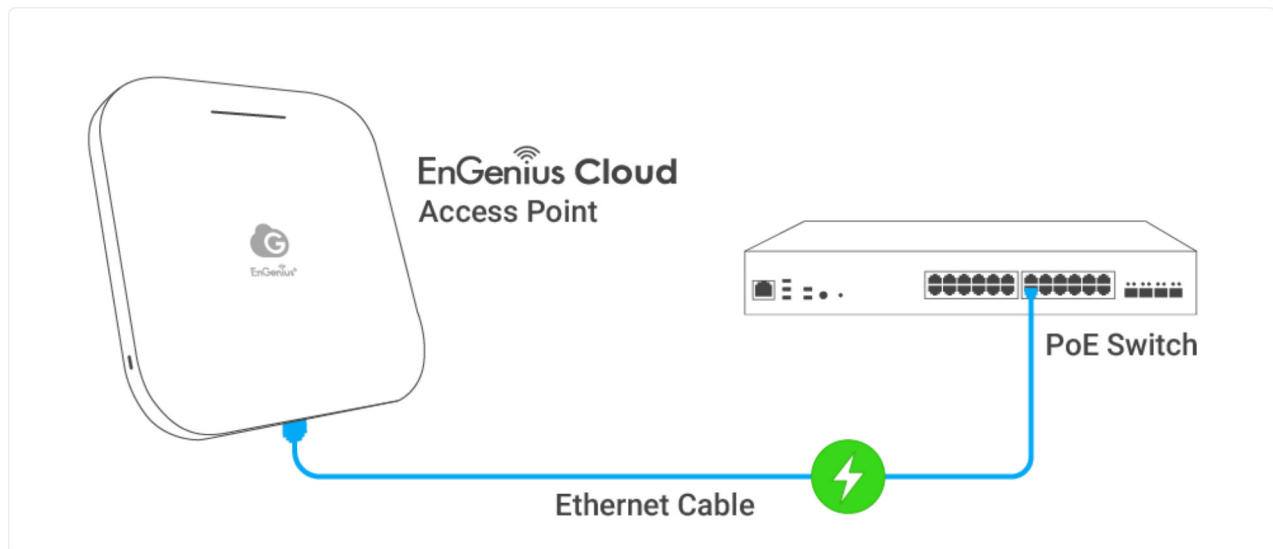 EnGenius Cloud
Access Point
G
EnGenius®
PoE Switch
Ethernet Cable